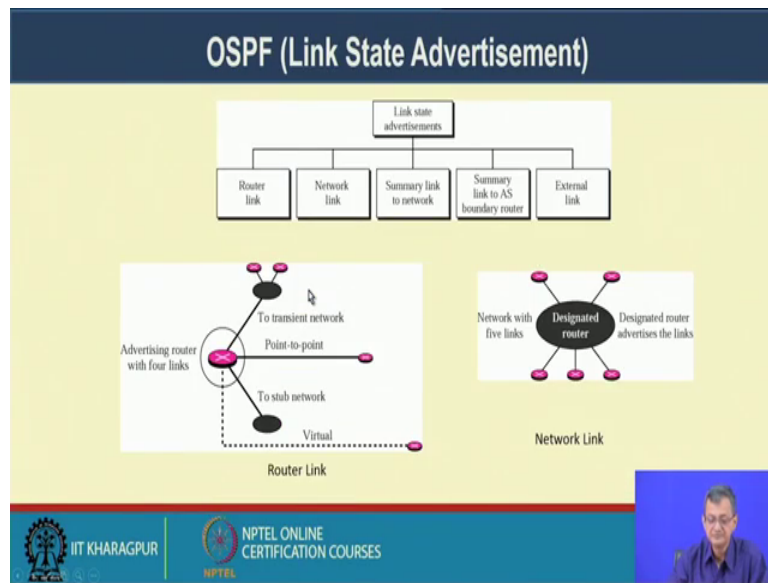 OSPF (Link State Advertisement)
Link state
advertisements
Router
link
Network
link
Summary link
to network
Summary
link to AS
boundary router
External
link
To transient network
Advertising router
with four links
Point-to-point
To stub network
Virtual
Router Link
Network with
five links
Designated
router
Designated router
advertises the links
Network Link
IIT KHARAGPUR
NPTEL
NPTEL ONLINE
CERTIFICATION COURSES